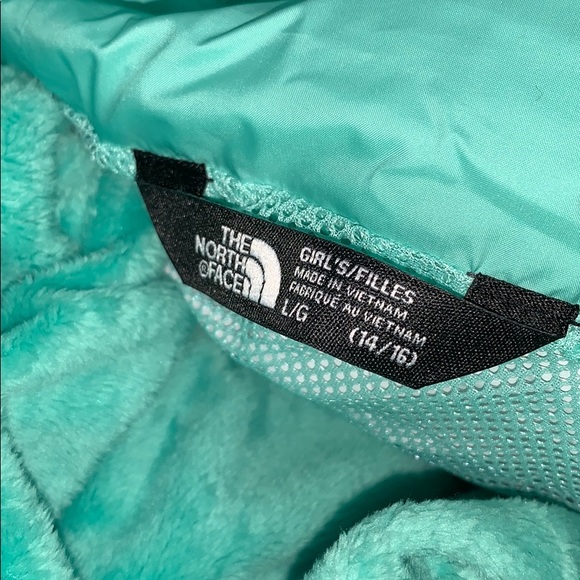 THE
NORTH
FACE®
GIRL'S/FILLES
MADE IN VIETNAM
FABRIQUÉ AU VIETNAM
L/G
(14/16)